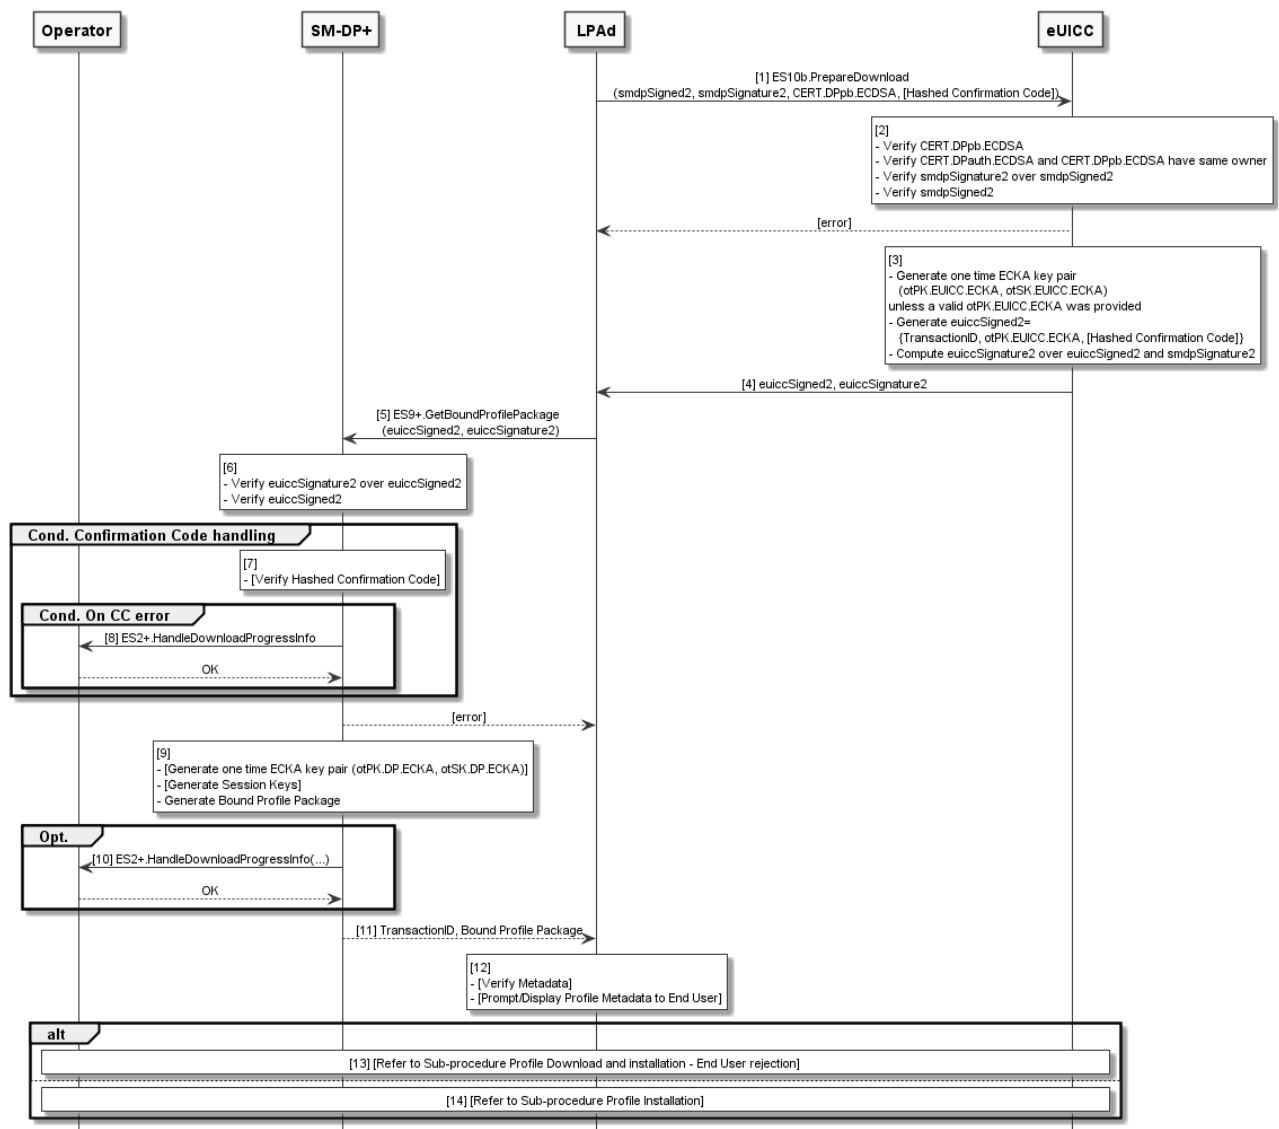 Operator
SM-DP+
LPAd
eUICC
[1] ES10b.PrepareDownload
(smdpSigned2, smdpSignature2, CERT.DPpb.ECDSA, [Hashed Confirmation Code])
[2]
- Verify CERT.DPpb.ECDSA
- Verify CERT.DPauth.ECDSA and CERT.DPpb.ECDSA have same owner
- Verify smdpSignature2 over smdpSigned2
- Verify smdpSigned2
[error]
[3]
- Generate one time ECKA key pair
(otPK.EUICC.ECKA, otSK.EUICC.ECKA)
unless a valid otPK.EUICC.ECKA was provided
- Generate euiccSigned2=
{TransactionID, otPK.EUICC.ECKA, [Hashed Confirmation Code]}
- Compute euiccSignature2 over euiccSigned2 and smdpSignature2
[4] euiccSigned2, euiccSignature2
[5] ES9+.GetBoundProfilePackage
(euiccSigned2, euiccSignature2)
[6]
- Verify euiccSignature2 over euiccSigned2
- Verify euiccSigned2
Cond. Confirmation Code handling
[7]
- [Verify Hashed Confirmation Code]
Cond. On CC error
[8] ES2+.HandleDownloadProgressInfo
OK
[error]
[9]
- [Generate one time ECKA key pair (otPK.DP.ECKA, otSK.DP.ECKA)]
- [Generate Session Keys]
- Generate Bound Profile Package
Opt.
[10] ES2+.HandleDownloadProgressInfo(...)
OK
[11] TransactionID, Bound Profile Package
[12]
- [Verify Metadata]
- [Prompt/Display Profile Metadata to End User]
alt
[13] [Refer to Sub-procedure Profile Download and installation - End User rejection]
[14] [Refer to Sub-procedure Profile Installation]